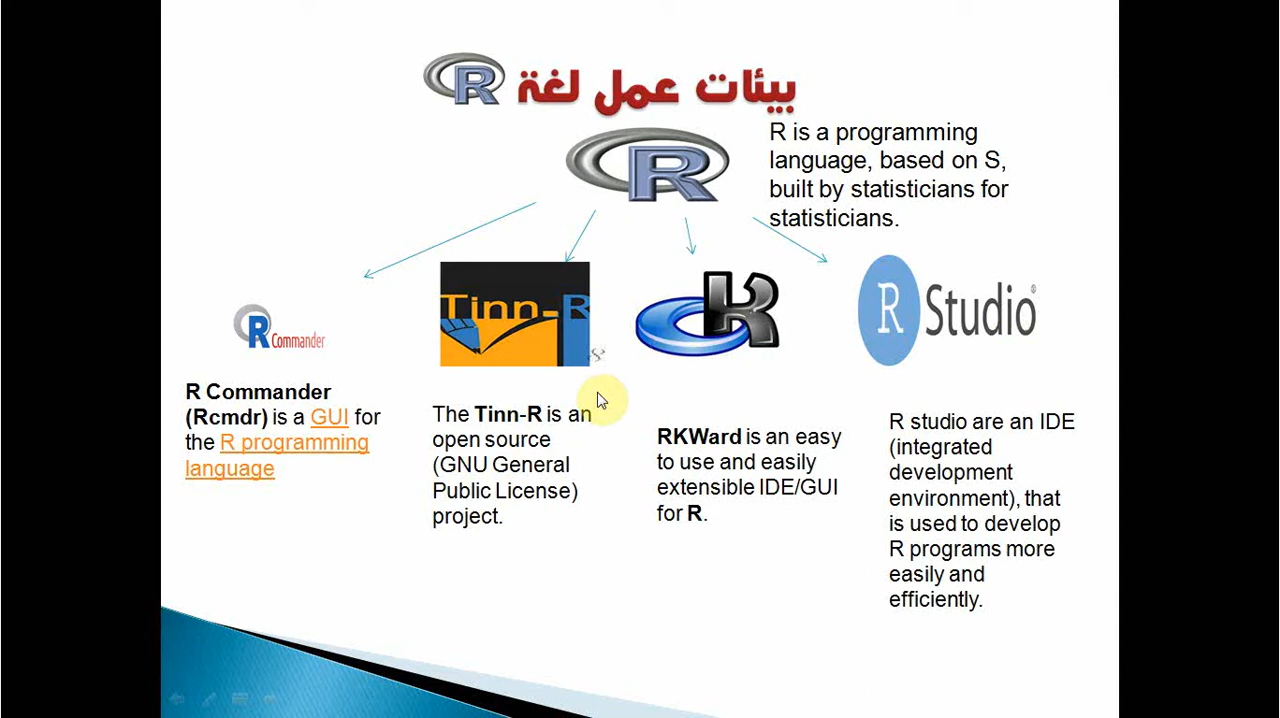 بيئات عمل لغة R
R
R is a programming
language, based on S,
built by statisticians for
statisticians.
R Commander
Tinn-R
R Studio®
R Commander
(Rcmdr) is a GUI for
the R programming
language
The Tinn-R is an
open source
(GNU General
Public License)
project.
RKWard is an easy
to use and easily
extensible IDE/GUI
for R.
R studio are an IDE
(integrated
development
environment), that
is used to develop
R programs more
easily and
efficiently.